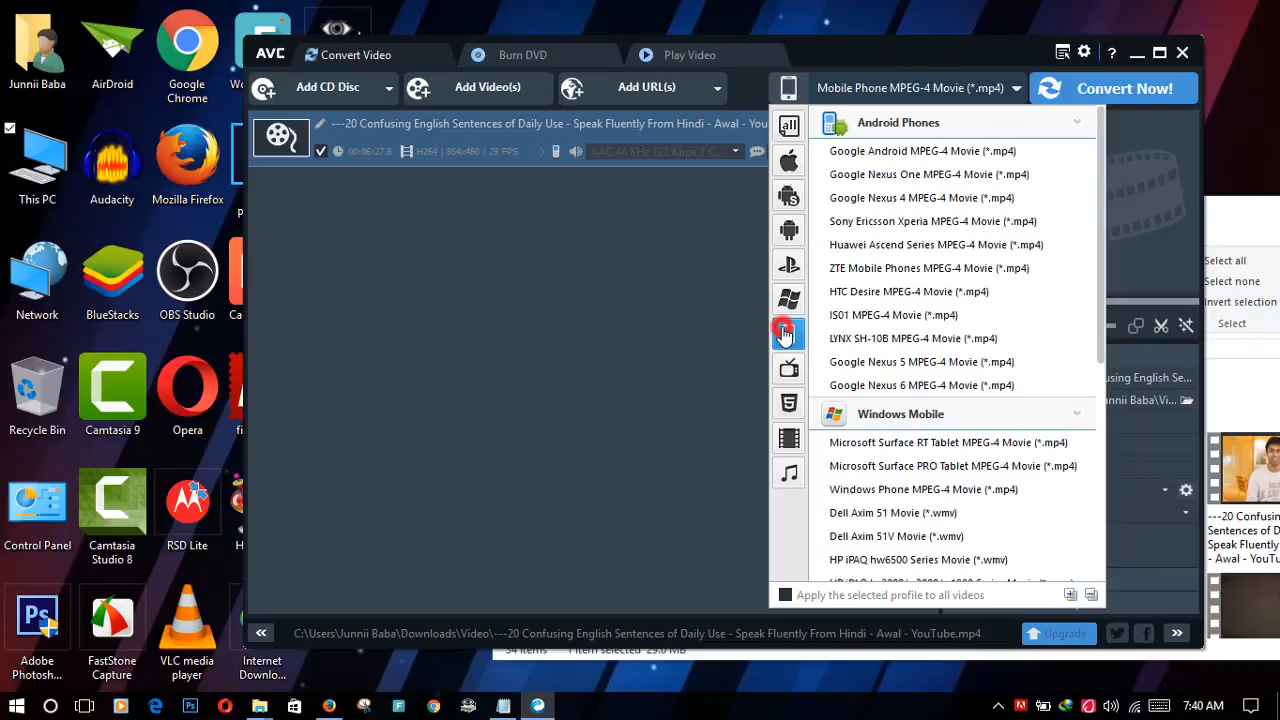 AVC
Convert Video
Burn DVD
Play Video
?
Add CD Disc
Add Video(s)
Add URL(s)
Mobile Phone MPEG-4 Movie (*.mp4)
Convert Now!
---20 Confusing English Sentences of Daily Use - Speak Fluently From Hindi - Awal - You
00:06:27.8
H264 | 854x480 | 29 FPS
AAC 44 KHz 125 Kbps 2 C...
all
Android Phones
Google Android MPEG-4 Movie (*.mp4)
Google Nexus One MPEG-4 Movie (*.mp4)
Google Nexus 4 MPEG-4 Movie (*.mp4)
Sony Ericsson Xperia MPEG-4 Movie (*.mp4)
Huawei Ascend Series MPEG-4 Movie (*.mp4)
ZTE Mobile Phones MPEG-4 Movie (*.mp4)
HTC Desire MPEG-4 Movie (*.mp4)
IS01 MPEG-4 Movie (*.mp4)
LYNX SH-10B MPEG-4 Movie (*.mp4)
Google Nexus 5 MPEG-4 Movie (*.mp4)
Google Nexus 6 MPEG-4 Movie (*.mp4)
Windows Mobile
Microsoft Surface RT Tablet MPEG-4 Movie (*.mp4)
Microsoft Surface PRO Tablet MPEG-4 Movie (*.mp4)
Windows Phone MPEG-4 Movie (*.mp4)
Dell Axim 51 Movie (*.wmv)
Dell Axim 51V Movie (*.wmv)
HP iPAQ hw6500 Series Movie (*.wmv)
Apply the selected profile to all videos
using English Se...
Junnii Baba\Vi...
C:\Users\Junnii Baba\Downloads\Video\---20 Confusing English Sentences of Daily Use - Speak Fluently From Hindi - Awal - YouTube.mp4
Upgrade
Junnii Baba
AirDroid
Google
Chrome
This PC
Audacity
Mozilla Firefox
Network
BlueStacks
OBS Studio
Recycle Bin
Camtasia 9
Opera
Control Panel
Camtasia
Studio 8
RSD Lite
Adobe
Photosh...
FastStone
Capture
VLC media
player
Internet
Downlo...
Select all
Select none
Invert selection
Select
---20 Confusing
Sentences of D
Speak Fluently
- Awal - YouTu
34 items
1 item selected
29.0 MB
7:40 AM